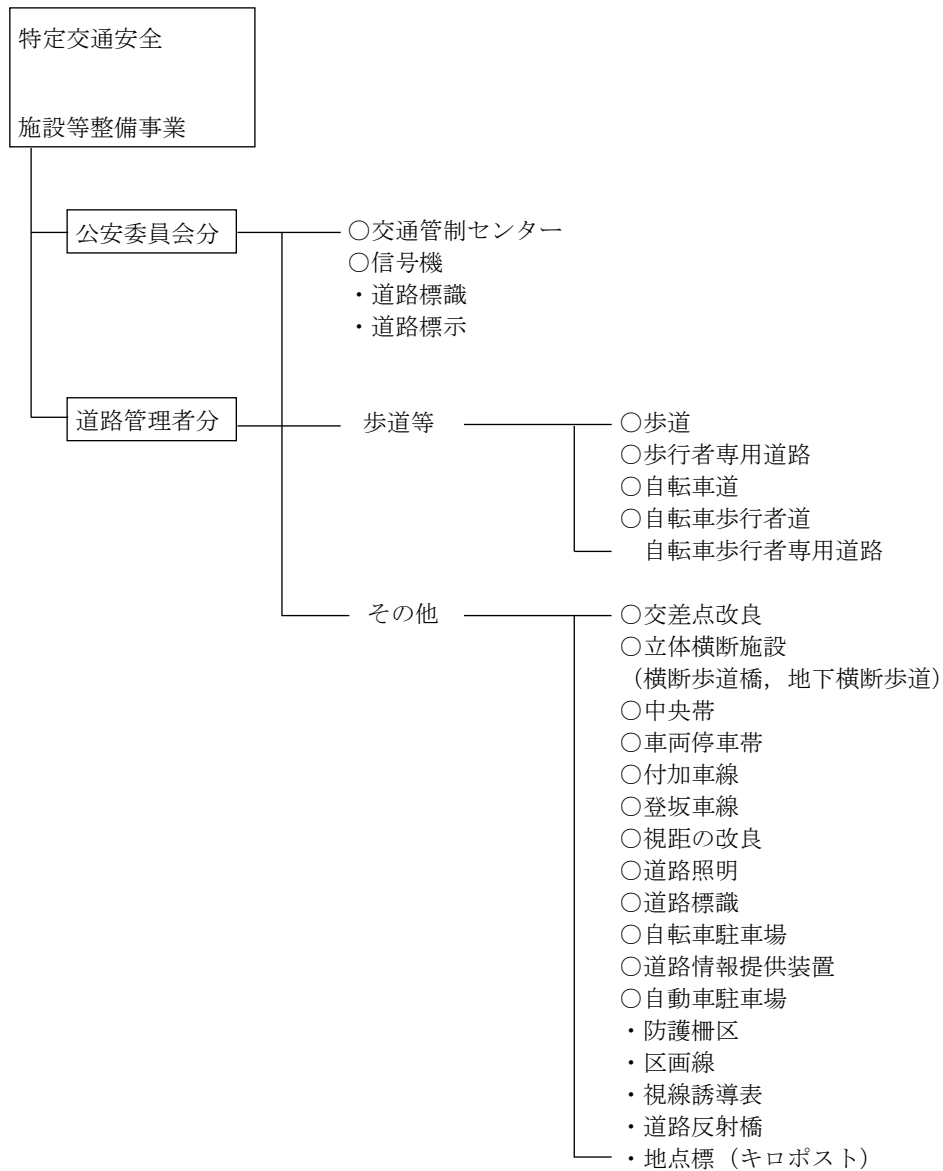 特定交通安全
施設等整備事業
公安委員会分
○交通管制センター
○信号機
・道路標識
・道路標示
道路管理者分
歩道等
○歩道
○歩行者専用道路
○自転車道
○自転車歩行者道
自転車歩行者専用道路
その他
○交差点改良
○立体横断施設
（横断歩道橋，地下横断歩道）
○中央帯
○車両停車帯
○付加車線
○登坂車線
○視距の改良
○道路照明
○道路標識
○自転車駐車場
○道路情報提供装置
○自動車駐車場
・防護柵区
・区画線
・視線誘導表
・道路反射橋
・地点標（キロポスト）